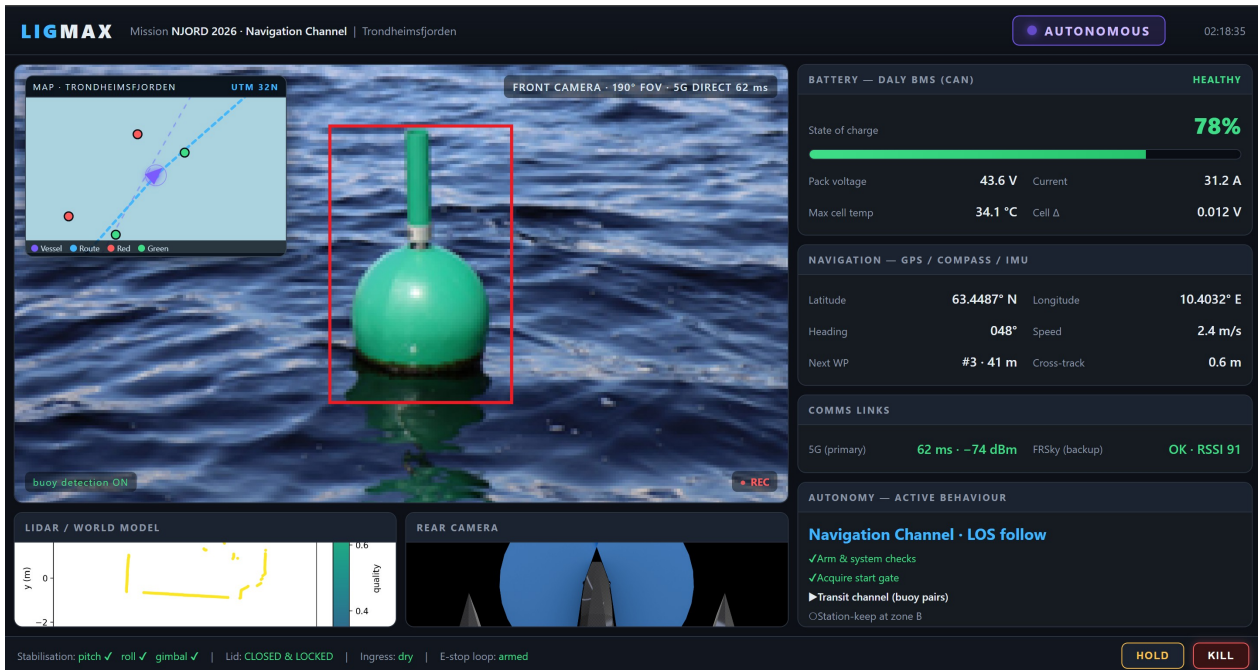 LIGMAX Mission NJORD 2026 · Navigation Channel | Trondheimsfjorden AUTONOMOUS 02:18:35
MAP · TRONDHEIMSFJORDEN UTM 32N
FRONT CAMERA · 190° FOV · 5G DIRECT 62 ms
Vessel Route Red Green
buoy detection ON
● REC
LIDAR / WORLD MODEL
y (m)
0
−2
0.6
0.4
quality
REAR CAMERA
BATTERY — DALY BMS (CAN) HEALTHY
State of charge 78%
Pack voltage 43.6 V Current 31.2 A
Max cell temp 34.1 °C Cell Δ 0.012 V
NAVIGATION — GPS / COMPASS / IMU
Latitude 63.4487° N Longitude 10.4032° E
Heading 048° Speed 2.4 m/s
Next WP #3 · 41 m Cross-track 0.6 m
COMMS LINKS
5G (primary) 62 ms · −74 dBm FRSky (backup) OK · RSSI 91
AUTONOMY — ACTIVE BEHAVIOUR
Navigation Channel · LOS follow
✓Arm & system checks
✓Acquire start gate
▶Transit channel (buoy pairs)
○Station-keep at zone B
Stabilisation: pitch ✓ roll ✓ gimbal ✓ | Lid: CLOSED & LOCKED | Ingress: dry | E-stop loop: armed
HOLD KILL